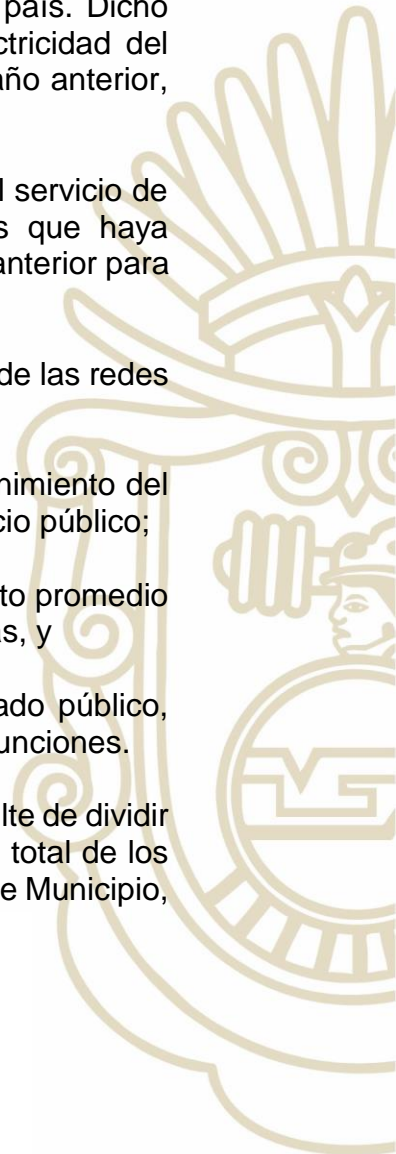 país. Dicho
ctricidad del
año anterior,
l servicio de
s que haya
anterior para
de las redes
nimiento del
cio público;
to promedio
as, y
ado público,
unciones.
lte de dividir
total de los
e Municipio,